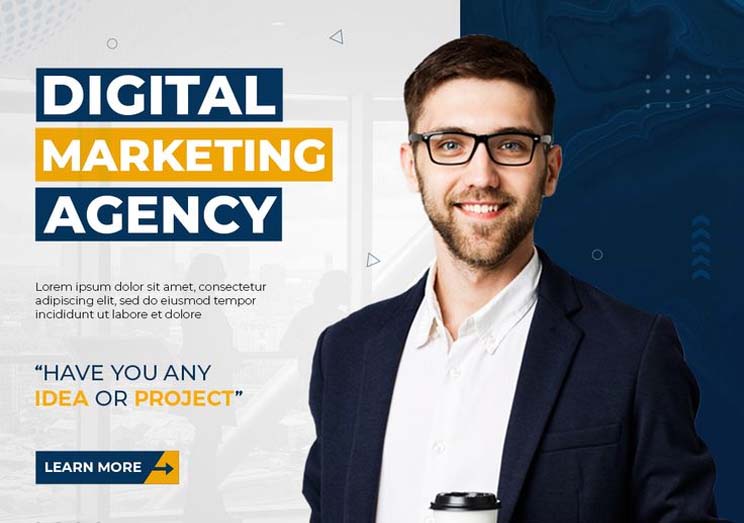 DIGITAL
MARKETING
AGENCY
Lorem ipsum dolor sit amet, consectetur
adipiscing elit, sed do eiusmod tempor
incididunt ut labore et dolore
“HAVE YOU ANY
IDEA OR PROJECT”
LEARN MORE